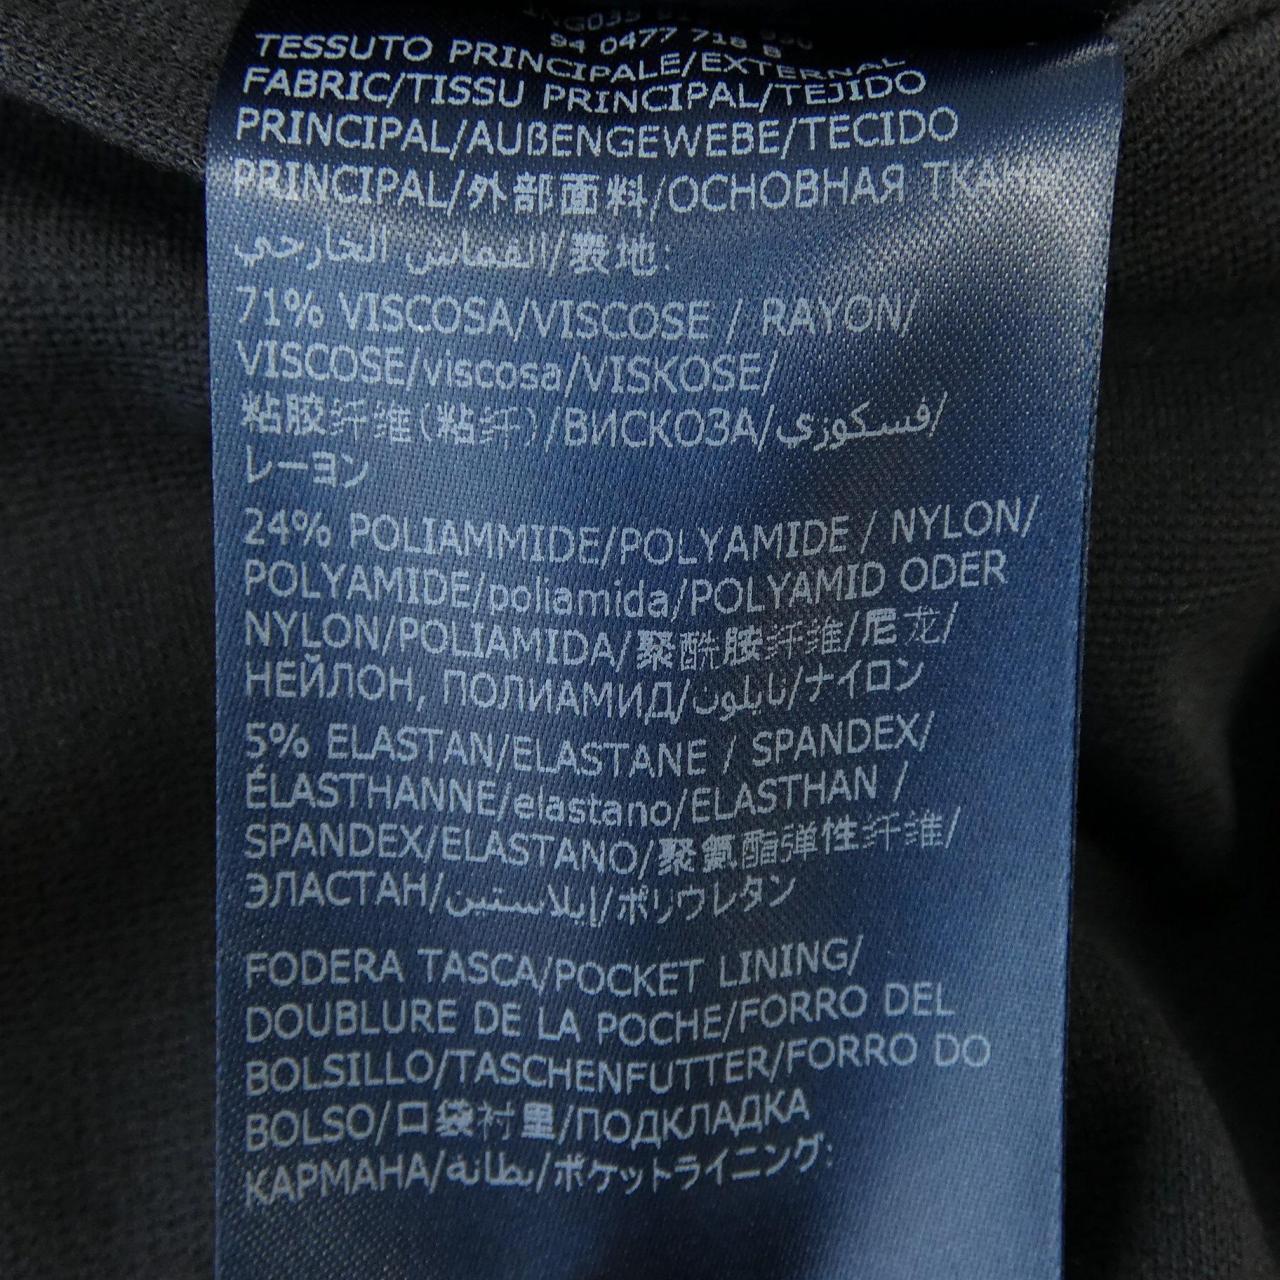 94 0477 718 8
TESSUTO PRINCIPALE/EXTERNAL
FABRIC/TISSU PRINCIPAL/TEJIDO
PRINCIPAL/AUßENGEWEBE/TECIDO
PRINCIPAL/外部面料/ОСНОВНАЯ ТКАНЬ/
القماش الخارجي/表地:
71% VISCOSA/VISCOSE / RAYON/
VISCOSE/viscosa/VISKOSE/
粘胶纤维(粘纤)/ВИСКОЗА/فسكوزي/
レーヨン
24% POLIAMMIDE/POLYAMIDE / NYLON/
POLYAMIDE/poliamida/POLYAMID ODER
NYLON/POLIAMIDA/聚酰胺纤维/尼龙/
НЕЙЛОН, ПОЛИАМИД/نايلون/ナイロン
5% ELASTAN/ELASTANE / SPANDEX/
ÉLASTHANNE/elastano/ELASTHAN /
SPANDEX/ELASTANO/聚氨酯弹性纤维/
ЭЛАСТАН/إيلاستين/ポリウレタン
FODERA TASCA/POCKET LINING/
DOUBLURE DE LA POCHE/FORRO DEL
BOLSILLO/TASCHENFUTTER/FORRO DO
BOLSO/口袋衬里/ПОДКЛАДКА
КАРМАНА/بطانة/ポケットライニング: